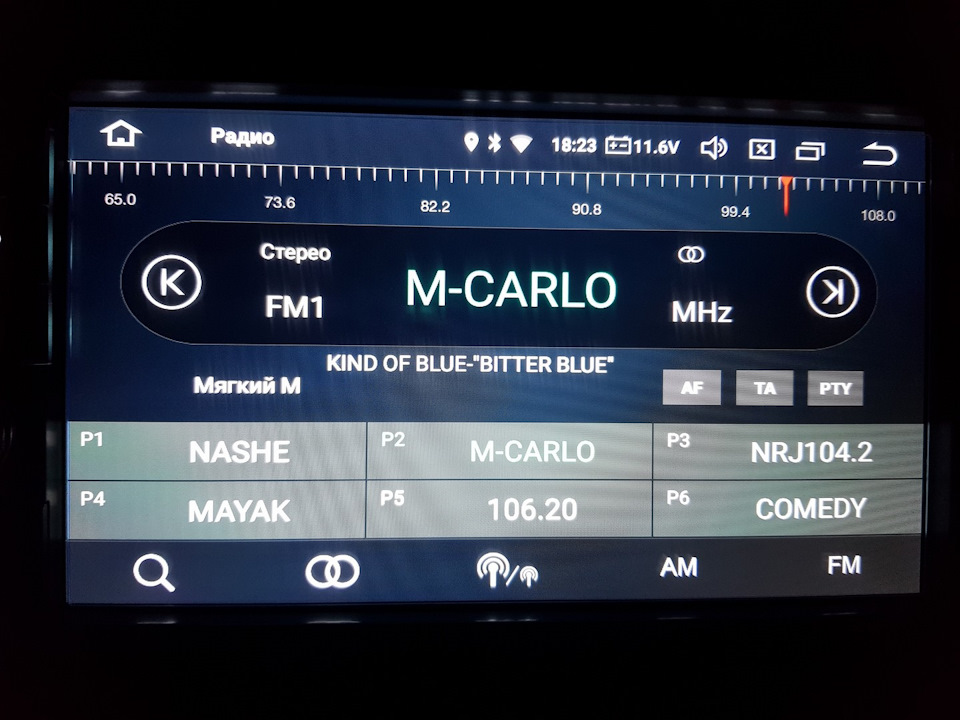 Радио 18:23 11.6V
65.0 73.6 82.2 90.8 99.4 108.0
Стерео
FM1 M-CARLO MHz
KIND OF BLUE-"BITTER BLUE"
Мягкий М AF TA PTY
P1 NASHE P2 M-CARLO P3 NRJ104.2
P4 MAYAK P5 106.20 P6 COMEDY
AM FM